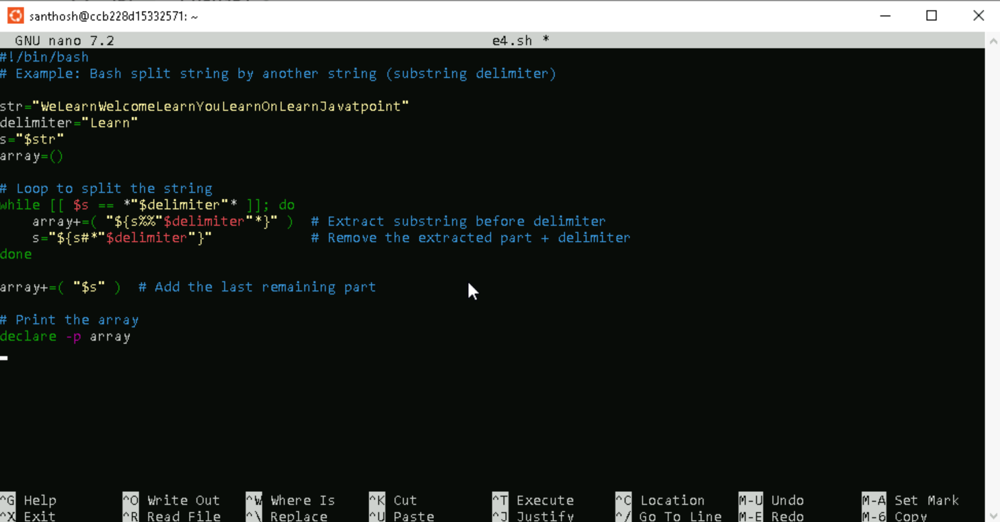 santhosh@ccb228d15332571: ~
GNU nano 7.2 e4.sh *
#!/bin/bash
# Example: Bash split string by another string (substring delimiter)
str="WeLearnWelcomeLearnYouLearnOnLearnJavatpoint"
delimiter="Learn"
s="$str"
array=()
# Loop to split the string
while [[ $s == *"$delimiter"* ]]; do
    array+=( "${s%%"$delimiter"*}" )  # Extract substring before delimiter
    s="${s#*"$delimiter"}"            # Remove the extracted part + delimiter
done
array+=( "$s" )  # Add the last remaining part
# Print the array
declare -p array
^G Help ^O Write Out ^W Where Is ^K Cut ^T Execute ^C Location M-U Undo M-A Set Mark
^X Exit ^R Read File ^\ Replace ^U Paste ^J Justify ^/ Go To Line M-E Redo M-6 Copy